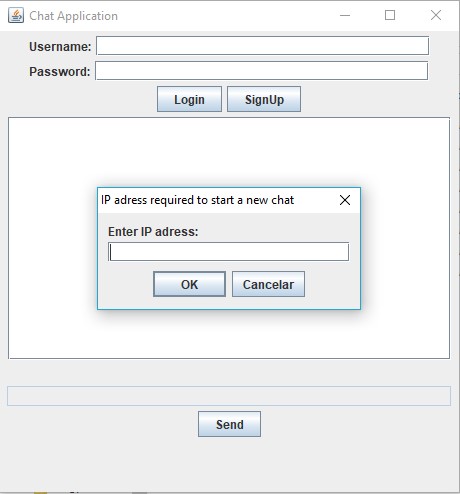 Chat Application
Username:
Password:
Login SignUp
IP adress required to start a new chat
Enter IP adress:
OK Cancelar
Send